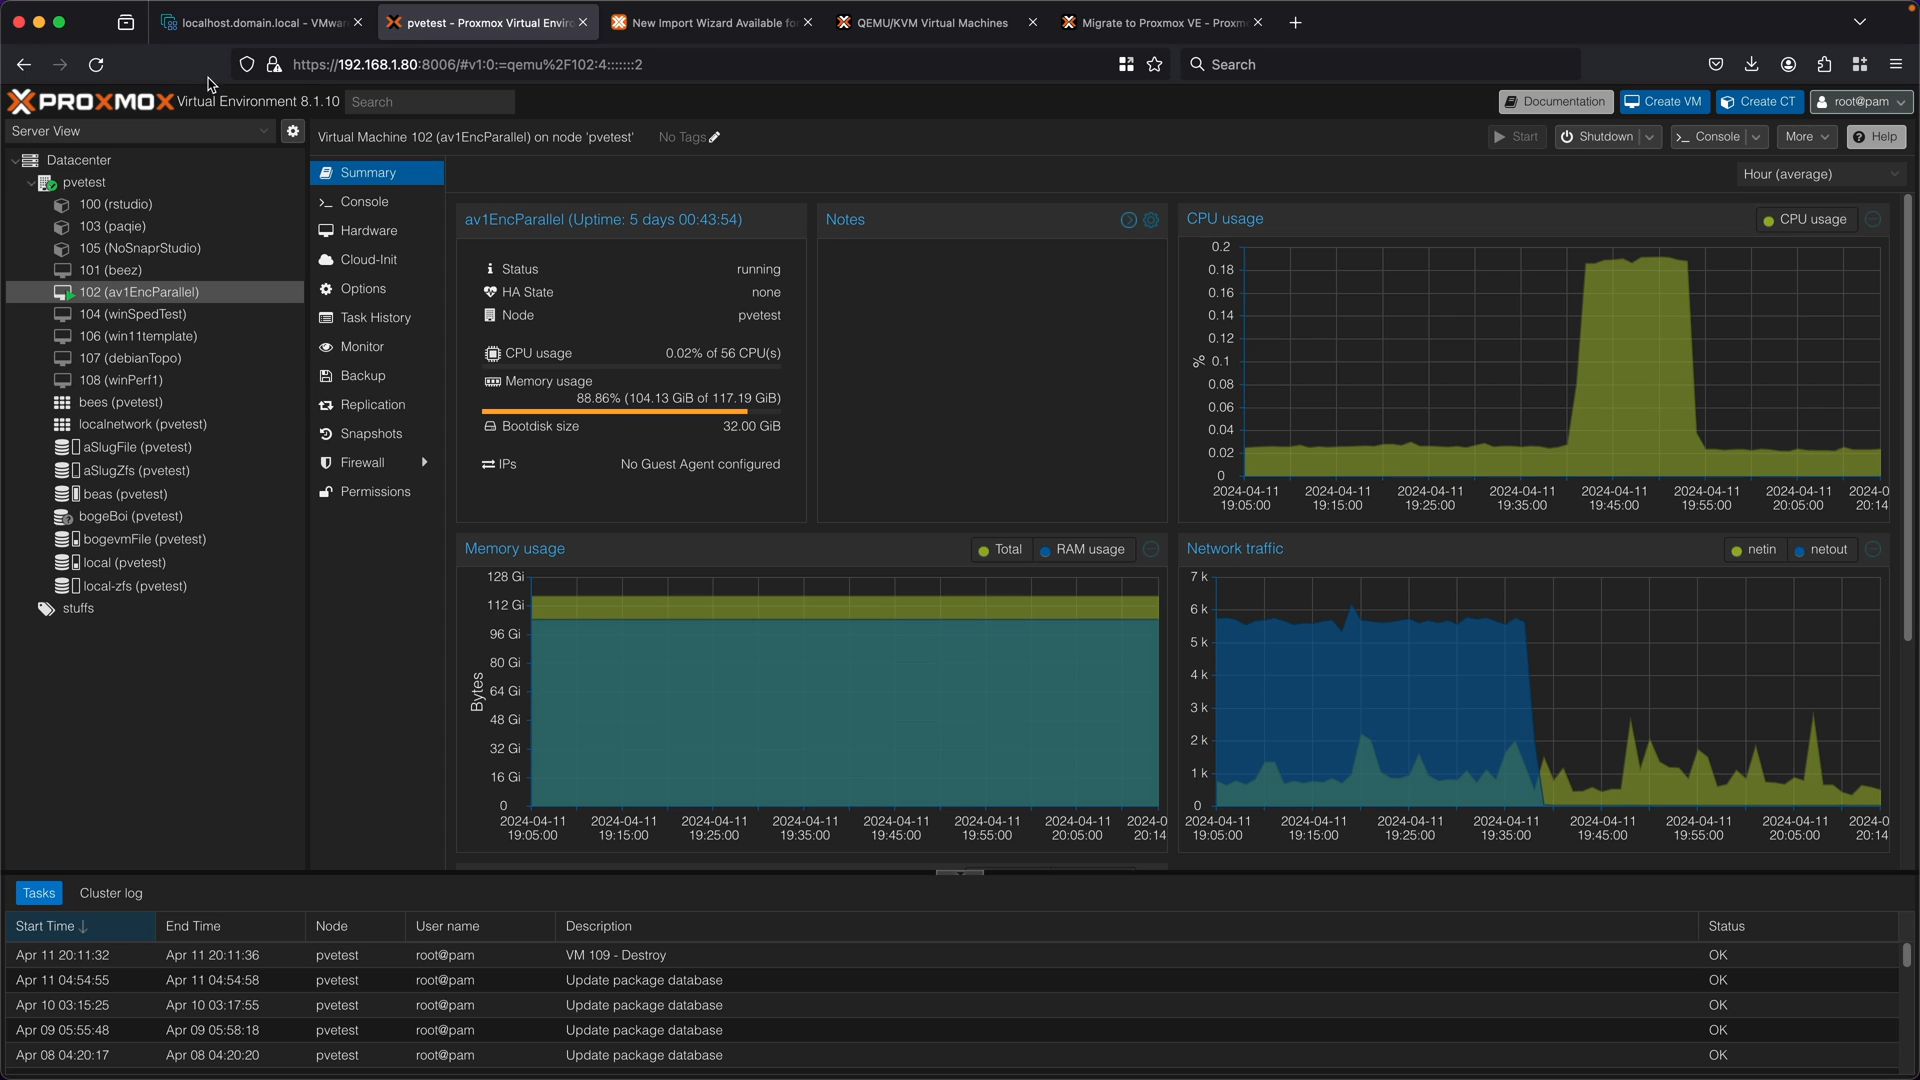 localhost.domain.local - VMwar
pvetest - Proxmox Virtual Enviro
New Import Wizard Available fo
QEMU/KVM Virtual Machines
Migrate to Proxmox VE - Proxm
https://192.168.1.80:8006/#v1:0:=qemu%2F102:4:::::::2
Search
PROXMOX Virtual Environment 8.1.10
Search
Documentation
Create VM
Create CT
root@pam
Server View
Virtual Machine 102 (av1EncParallel) on node 'pvetest'
No Tags
Start
Shutdown
Console
More
Help
Datacenter
pvetest
100 (rstudio)
103 (paqie)
105 (NoSnaprStudio)
101 (beez)
102 (av1EncParallel)
104 (winSpedTest)
106 (win11template)
107 (debianTopo)
108 (winPerf1)
bees (pvetest)
localnetwork (pvetest)
aSlugFile (pvetest)
aSlugZfs (pvetest)
beas (pvetest)
bogeBoi (pvetest)
bogevmFile (pvetest)
local (pvetest)
local-zfs (pvetest)
stuffs
Summary
Console
Hardware
Cloud-Init
Options
Task History
Monitor
Backup
Replication
Snapshots
Firewall
Permissions
Hour (average)
av1EncParallel (Uptime: 5 days 00:43:54)
Status running
HA State none
Node pvetest
CPU usage 0.02% of 56 CPU(s)
Memory usage
88.86% (104.13 GiB of 117.19 GiB)
Bootdisk size 32.00 GiB
IPs No Guest Agent configured
Notes
CPU usage
CPU usage
0.2
0.18
0.16
0.14
0.12
0.1
0.08
0.06
0.04
0.02
0
%
2024-04-11 2024-04-11 2024-04-11 2024-04-11 2024-04-11 2024-04-11 2024-04-11 2024-0
19:05:00 19:15:00 19:25:00 19:35:00 19:45:00 19:55:00 20:05:00 20:14
Memory usage
Total
RAM usage
128 Gi
112 Gi
96 Gi
80 Gi
64 Gi
48 Gi
32 Gi
16 Gi
0
Bytes
2024-04-11 2024-04-11 2024-04-11 2024-04-11 2024-04-11 2024-04-11 2024-04-11 2024-0
19:05:00 19:15:00 19:25:00 19:35:00 19:45:00 19:55:00 20:05:00 20:14
Network traffic
netin
netout
7 k
6 k
5 k
4 k
3 k
2 k
1 k
0
2024-04-11 2024-04-11 2024-04-11 2024-04-11 2024-04-11 2024-04-11 2024-04-11 2024-0
19:05:00 19:15:00 19:25:00 19:35:00 19:45:00 19:55:00 20:05:00 20:14
Tasks
Cluster log
Start Time End Time Node User name Description Status
Apr 11 20:11:32 Apr 11 20:11:36 pvetest root@pam VM 109 - Destroy OK
Apr 11 04:54:55 Apr 11 04:54:58 pvetest root@pam Update package database OK
Apr 10 03:15:25 Apr 10 03:17:55 pvetest root@pam Update package database OK
Apr 09 05:55:48 Apr 09 05:58:18 pvetest root@pam Update package database OK
Apr 08 04:20:17 Apr 08 04:20:20 pvetest root@pam Update package database OK